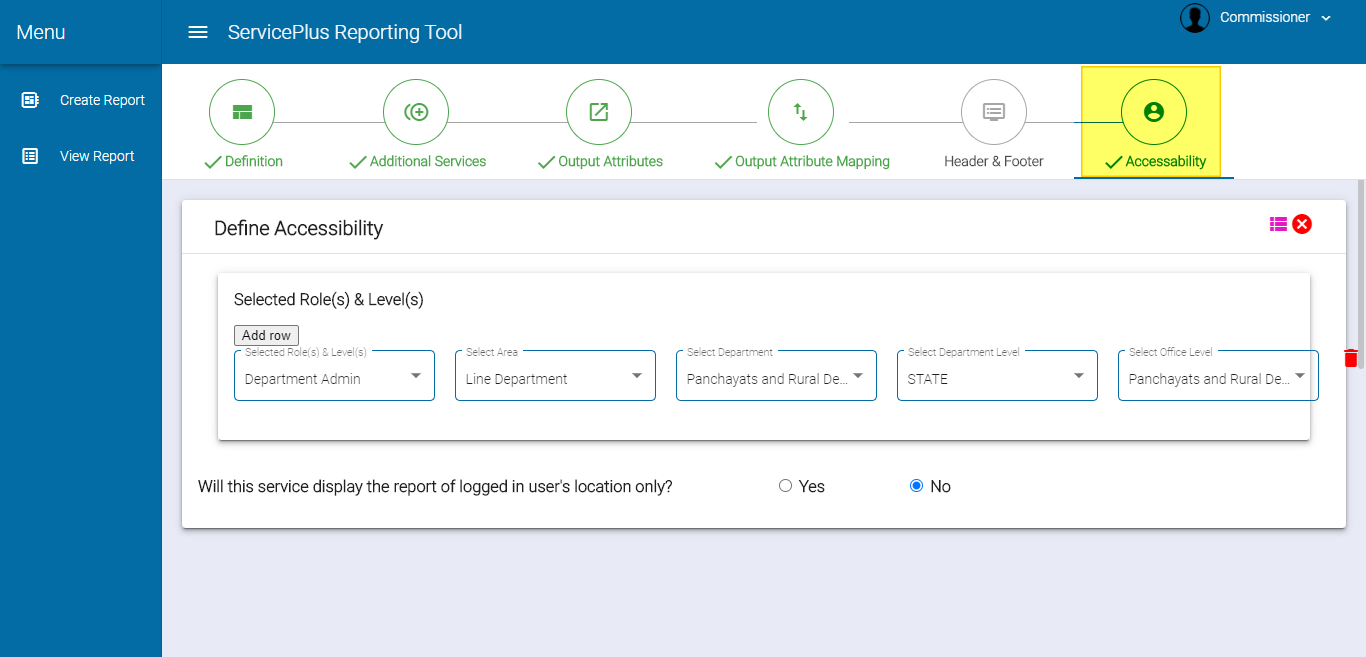 Menu
ServicePlus Reporting Tool
Commissioner
Create Report
View Report
Definition
Additional Services
Output Attributes
Output Attribute Mapping
Header & Footer
Accessability
Define Accessibility
Selected Role(s) & Level(s)
Add row
Selected Role(s) & Level(s)
Department Admin
Select Area
Line Department
Select Department
Panchayats and Rural De...
Select Department Level
STATE
Select Office Level
Panchayats and Rural De...
Will this service display the report of logged in user's location only?
Yes
No